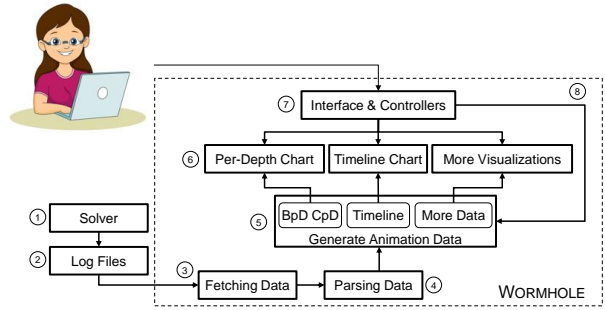 8
7
Interface & Controllers
6
Per-Depth Chart
Timeline Chart
More Visualizations
1
Solver
5
BpD CpD
Timeline
More Data
Generate Animation Data
2
Log Files
3
Fetching Data
Parsing Data
4
WORMHOLE